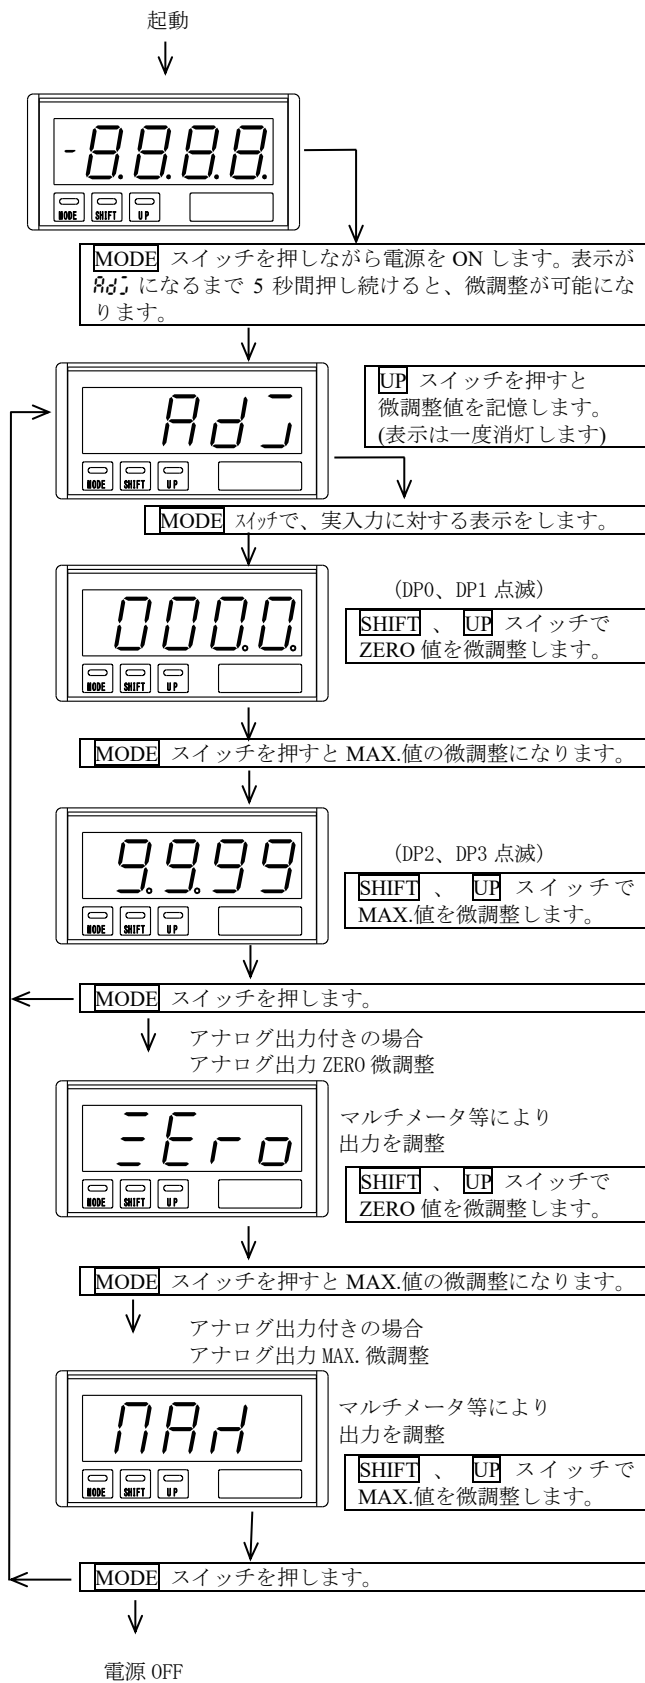 起動
-8.8.8.8.
MODE SHIFT UP
MODE スイッチを押しながら電源を ON します。表示が
Adj になるまで 5 秒間押し続けると、微調整が可能にな
ります。
Adj
MODE SHIFT UP
UP スイッチを押すと
微調整値を記憶します。
(表示は一度消灯します)
MODE スイッチで、実入力に対する表示をします。
000.0.
MODE SHIFT UP
(DP0、DP1 点滅)
SHIFT 、 UP スイッチで
ZERO 値を微調整します。
MODE スイッチを押すと MAX.値の微調整になります。
9.9.99
MODE SHIFT UP
(DP2、DP3 点滅)
SHIFT 、 UP スイッチで
MAX.値を微調整します。
MODE スイッチを押します。
アナログ出力付きの場合
アナログ出力 ZERO 微調整
ZEro
MODE SHIFT UP
マルチメータ等により
出力を調整
SHIFT 、 UP スイッチで
ZERO 値を微調整します。
MODE スイッチを押すと MAX.値の微調整になります。
アナログ出力付きの場合
アナログ出力 MAX. 微調整
MAX
MODE SHIFT UP
マルチメータ等により
出力を調整
SHIFT 、 UP スイッチで
MAX.値を微調整します。
MODE スイッチを押します。
電源 OFF